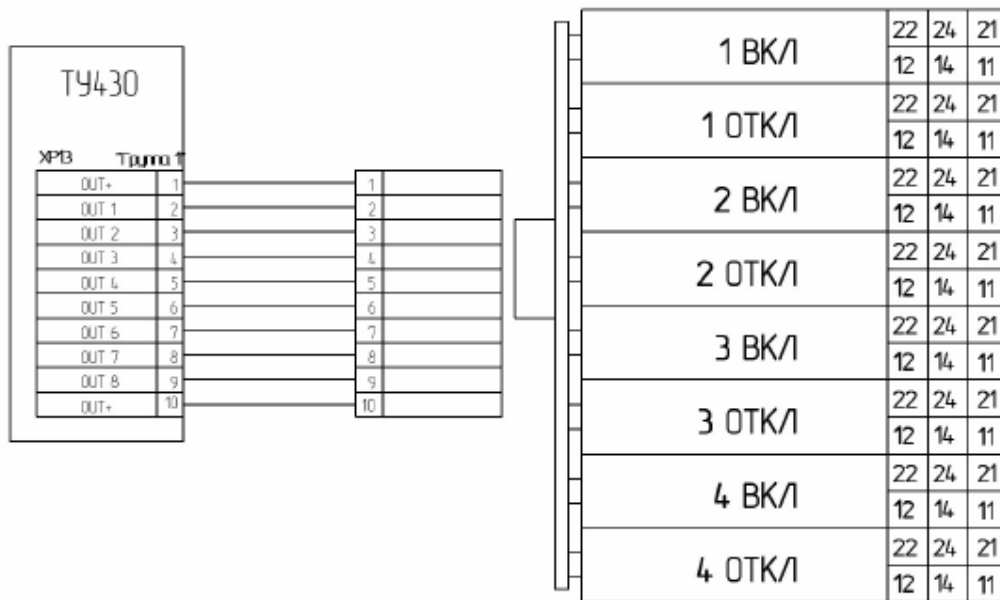 ТУ430
XP13 Группа 1
OUT+ 1
OUT 1 2
OUT 2 3
OUT 3 4
OUT 4 5
OUT 5 6
OUT 6 7
OUT 7 8
OUT 8 9
OUT+ 10
1
2
3
4
5
6
7
8
9
10
1 ВКЛ
22 24 21
12 14 11
1 ОТКЛ
22 24 21
12 14 11
2 ВКЛ
22 24 21
12 14 11
2 ОТКЛ
22 24 21
12 14 11
3 ВКЛ
22 24 21
12 14 11
3 ОТКЛ
22 24 21
12 14 11
4 ВКЛ
22 24 21
12 14 11
4 ОТКЛ
22 24 21
12 14 11